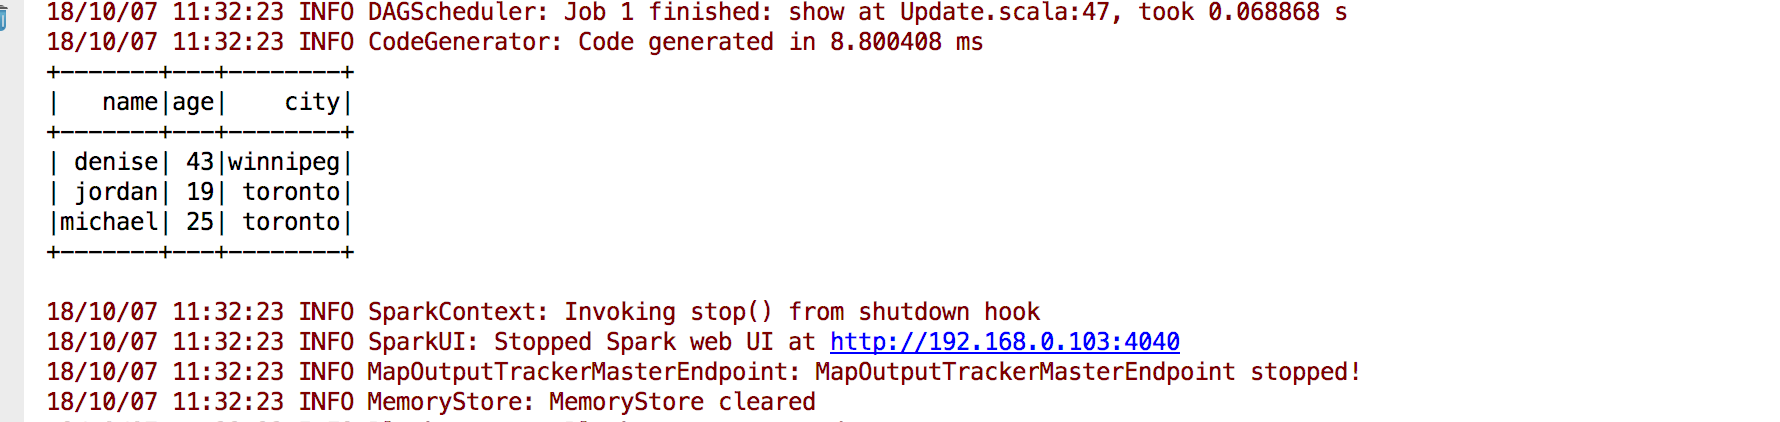 18/10/07 11:32:23 INFO DAGScheduler: Job 1 finished: show at Update.scala:47, took 0.068868 s
18/10/07 11:32:23 INFO CodeGenerator: Code generated in 8.800408 ms
+-------+---+--------+
|   name|age|    city|
+-------+---+--------+
| denise| 43|winnipeg|
| jordan| 19| toronto|
|michael| 25| toronto|
+-------+---+--------+
18/10/07 11:32:23 INFO SparkContext: Invoking stop() from shutdown hook
18/10/07 11:32:23 INFO SparkUI: Stopped Spark web UI at http://192.168.0.103:4040
18/10/07 11:32:23 INFO MapOutputTrackerMasterEndpoint: MapOutputTrackerMasterEndpoint stopped!
18/10/07 11:32:23 INFO MemoryStore: MemoryStore cleared